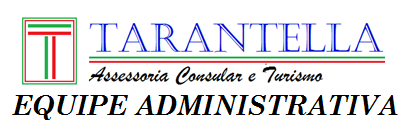 TARANTELLA
Assessoria Consular e Turismo
EQUIPE ADMINISTRATIVA